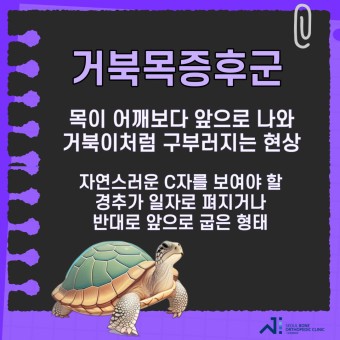 거북목증후군
목이 어깨보다 앞으로 나와
거북이처럼 구부러지는 현상
자연스러운 C자를 보여야 할
경추가 일자로 펴지거나
반대로 앞으로 굽은 형태
ORTHOPEDIC CLINIC